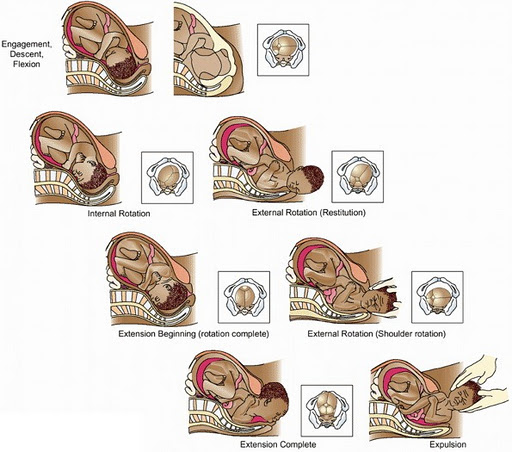 Engagement,
Descent,
Flexion
Internal Rotation
External Rotation (Restitution)
Extension Beginning (rotation complete)
External Rotation (Shoulder rotation)
Extension Complete
Expulsion